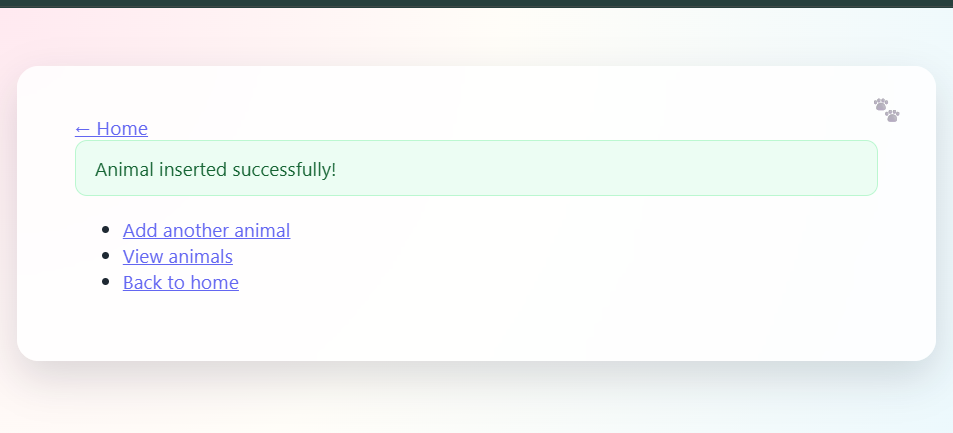 ← Home
Animal inserted successfully!
Add another animal
View animals
Back to home